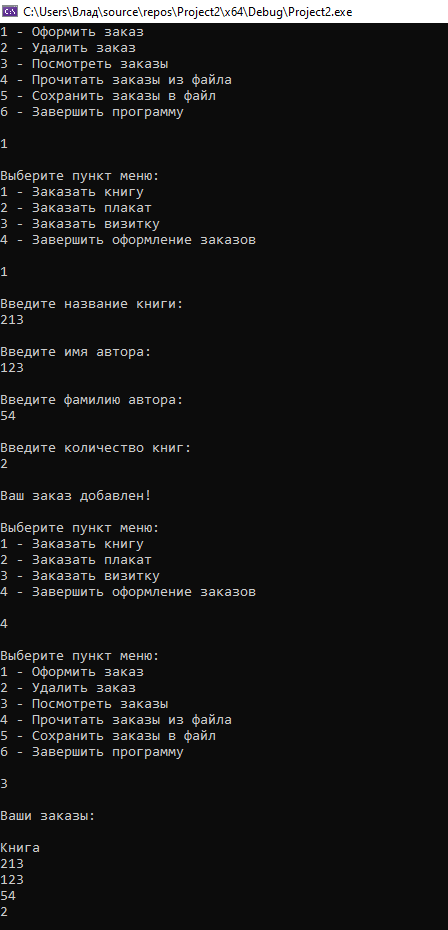 C:\Users\Влад\source\repos\Project2\x64\Debug\Project2.exe
1 - Оформить заказ
2 - Удалить заказ
3 - Посмотреть заказы
4 - Прочитать заказы из файла
5 - Сохранить заказы в файл
6 - Завершить программу
1
Выберите пункт меню:
1 - Заказать книгу
2 - Заказать плакат
3 - Заказать визитку
4 - Завершить оформление заказов
1
Введите название книги:
213
Введите имя автора:
123
Введите фамилию автора:
54
Введите количество книг:
2
Ваш заказ добавлен!
Выберите пункт меню:
1 - Заказать книгу
2 - Заказать плакат
3 - Заказать визитку
4 - Завершить оформление заказов
4
Выберите пункт меню:
1 - Оформить заказ
2 - Удалить заказ
3 - Посмотреть заказы
4 - Прочитать заказы из файла
5 - Сохранить заказы в файл
6 - Завершить программу
3
Ваши заказы:
Книга
213
123
54
2